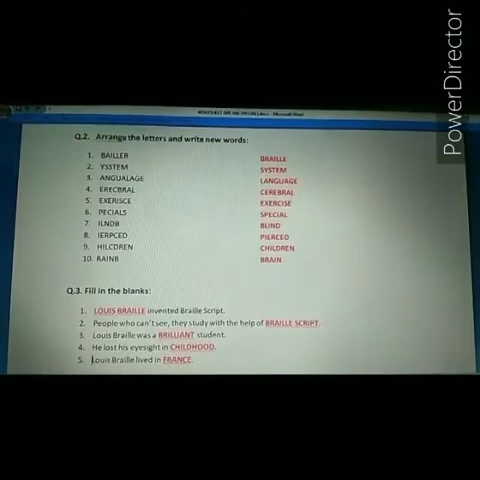 PowerDirector
Q.2. Arrange the letters and write new words:
1. BAILLER BRAILLE
2. YSSTEM SYSTEM
3. ANGUALAGE LANGUAGE
4. ERECBRAL CEREBRAL
5. EXERISCE EXERCISE
6. PECIALS SPECIAL
7. ILNDB BLIND
8. IERPCED PIERCED
9. HILCDREN CHILDREN
10. RAINB BRAIN
Q.3. Fill in the blanks:
1. LOUIS BRAILLE invented Braille Script.
2. People who can't see, they study with the help of BRAILLE SCRIPT.
3. Louis Braille was a BRILLIANT student.
4. He lost his eyesight in CHILDHOOD.
5. Louis Braille lived in FRANCE.